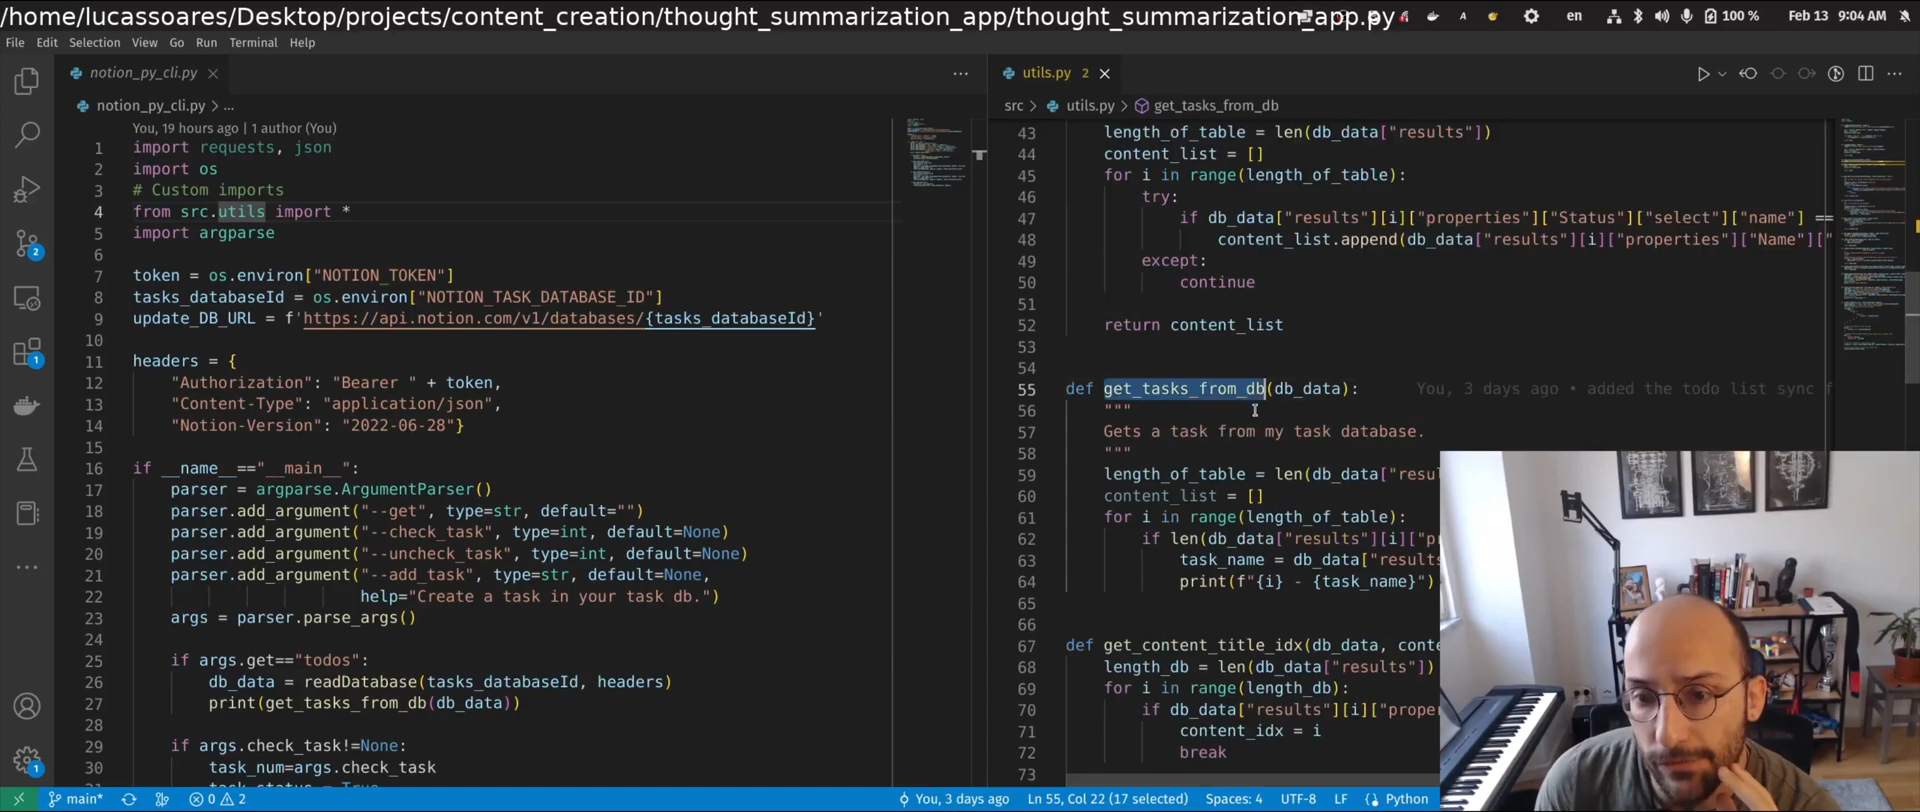 /home/lucassoares/Desktop/projects/content_creation/thought_summarization_app/thought_summarization_app.py
en
100 %
Feb 13
9:04 AM
File Edit Selection View Go Run Terminal Help
notion_py_cli.py
notion_py_cli.py > ...
You, 19 hours ago | 1 author (You)
1 import requests, json
2 import os
3 # Custom imports
4 from src.utils import *
5 import argparse
6
7 token = os.environ["NOTION_TOKEN"]
8 tasks_databaseId = os.environ["NOTION_TASK_DATABASE_ID"]
9 update_DB_URL = f'https://api.notion.com/v1/databases/{tasks_databaseId}'
10
11 headers = {
12 "Authorization": "Bearer " + token,
13 "Content-Type": "application/json",
14 "Notion-Version": "2022-06-28"}
15
16 if __name__=="__main__":
17 parser = argparse.ArgumentParser()
18 parser.add_argument("--get", type=str, default="")
19 parser.add_argument("--check_task", type=int, default=None)
20 parser.add_argument("--uncheck_task", type=int, default=None)
21 parser.add_argument("--add_task", type=str, default=None,
22 help="Create a task in your task db.")
23 args = parser.parse_args()
24
25 if args.get=="todos":
26 db_data = readDatabase(tasks_databaseId, headers)
27 print(get_tasks_from_db(db_data))
28
29 if args.check_task!=None:
30 task_num=args.check_task
utils.py 2
src > utils.py > get_tasks_from_db
43 length_of_table = len(db_data["results"])
44 content_list = []
45 for i in range(length_of_table):
46 try:
47 if db_data["results"][i]["properties"]["Status"]["select"]["name"] ==
48 content_list.append(db_data["results"][i]["properties"]["Name"]["
49 except:
50 continue
51
52 return content_list
53
54
55 def get_tasks_from_db(db_data): You, 3 days ago • added the todo list sync f
56 """
57 Gets a task from my task database.
58 """
59 length_of_table = len(db_data["resul
60 content_list = []
61 for i in range(length_of_table):
62 if len(db_data["results"][i]["p
63 task_name = db_data["results
64 print(f"{i} - {task_name}")
65
66
67 def get_content_title_idx(db_data, conte
68 length_db = len(db_data["results"])
69 for i in range(length_db):
70 if db_data["results"][i]["proper
71 content_idx = i
72 break
73
2
1
1
main* 0 2 You, 3 days ago Ln 55, Col 22 (17 selected) Spaces: 4 UTF-8 LF Python